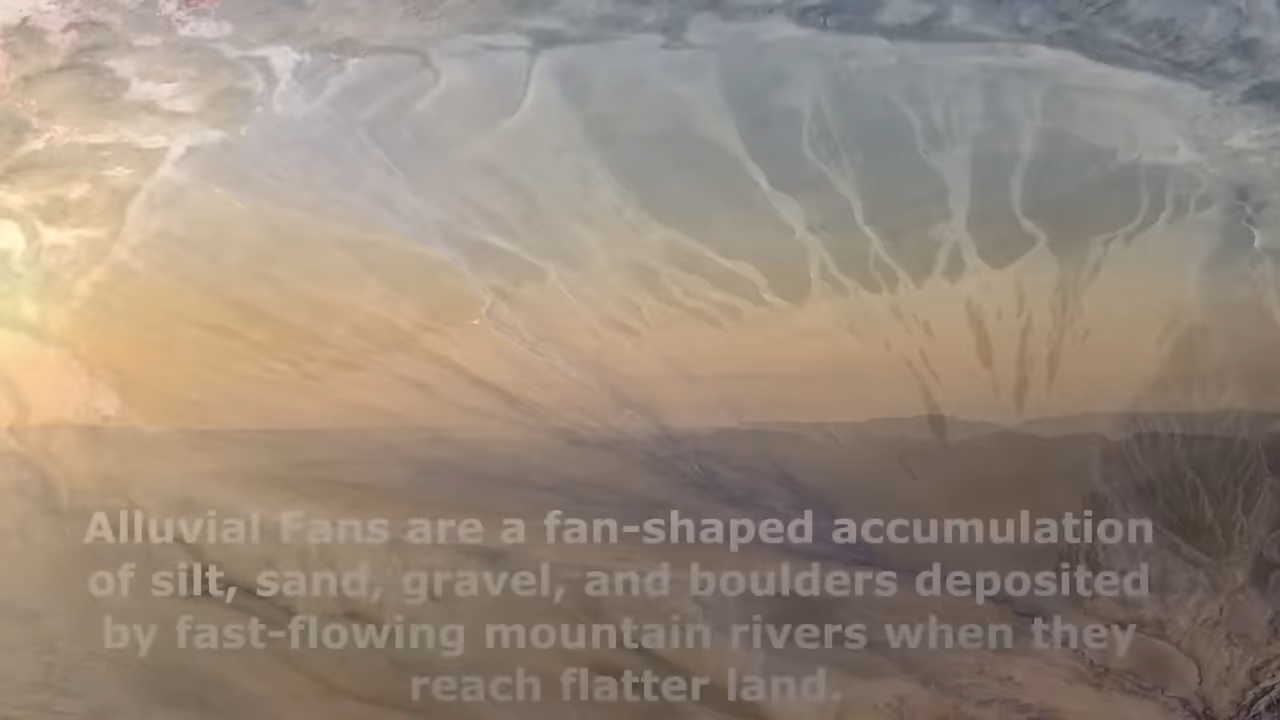 Alluvial Fans are a fan-shaped accumulation
of silt, sand, gravel, and boulders deposited
by fast-flowing mountain rivers when they
reach flatter land.